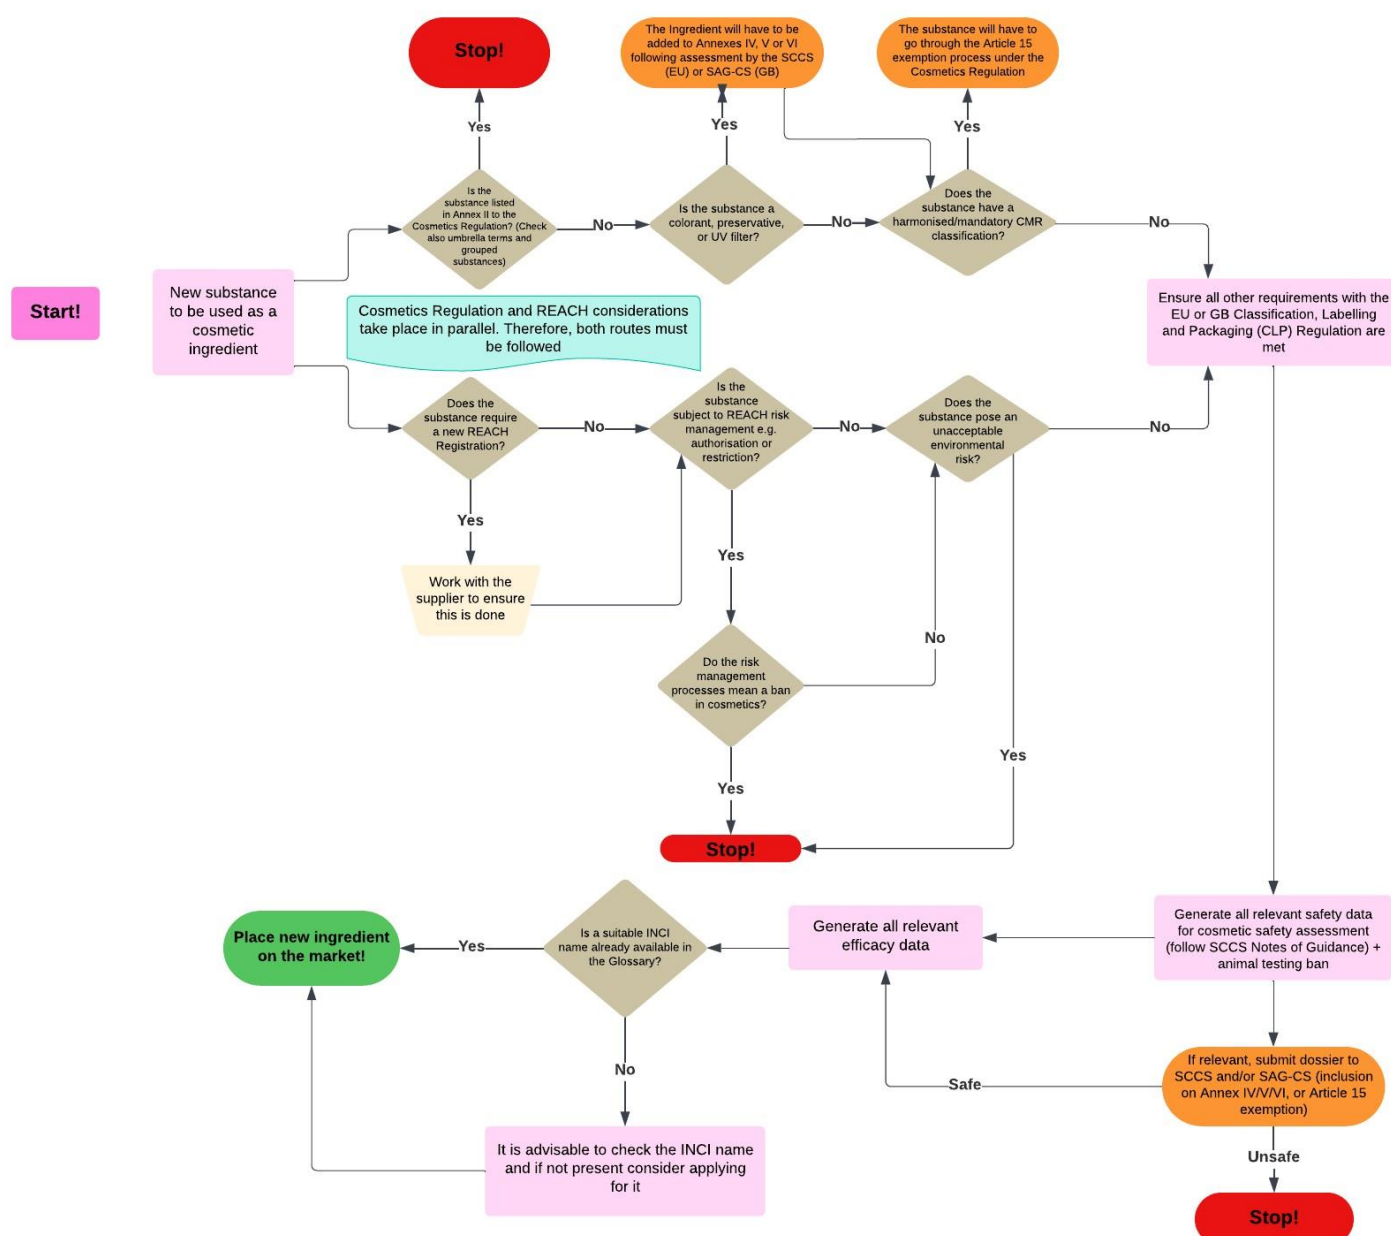 Stop!
The Ingredient will have to be
added to Annexes IV, V or VI
following assessment by the SCCS
(EU) or SAG-CS (GB)
The substance will have to
go through the Article 15
exemption process under the
Cosmetics Regulation
Yes
Yes
Yes
Is the
substance listed
in Annex II to the
Cosmetics Regulation? (Check
also umbrella terms and
grouped
substances)
No
Is the substance a
colorant, preservative,
or UV filter?
No
Does the
substance have a
harmonised/mandatory CMR
classification?
No
Start!
New substance
to be used as a
cosmetic
ingredient
Cosmetics Regulation and REACH considerations
take place in parallel. Therefore, both routes must
be followed
Ensure all other requirements with the
EU or GB Classification, Labelling
and Packaging (CLP) Regulation are
met
Does the
substance require
a new REACH
Registration?
No
Is the
substance
subject to REACH risk
management e.g.
authorisation or
restriction?
No
Does the
substance pose an
unacceptable
environmental
risk?
No
Yes
Work with the
supplier to ensure
this is done
Yes
No
Do the risk
management
processes mean a ban
in cosmetics?
Yes
Yes
Stop!
Place new ingredient
on the market!
Yes
Is a suitable INCI
name already available in
the Glossary?
Generate all relevant
efficacy data
Generate all relevant safety data
for cosmetic safety assessment
(follow SCCS Notes of Guidance) +
animal testing ban
No
Safe
If relevant, submit dossier to
SCCS and/or SAG-CS (inclusion
on Annex IV/V/VI, or Article 15
exemption)
It is advisable to check the INCI name
and if not present consider applying
for it
Unsafe
Stop!